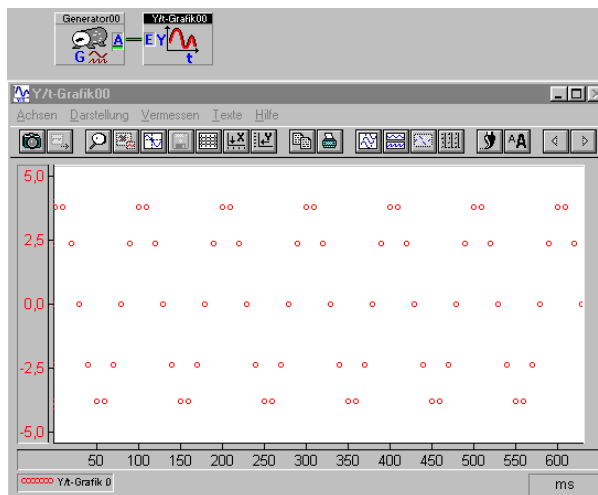 Generator00 Y/t-Grafik00
G A E Y t
Y/t-Grafik00
Achsen Darstellung Vermessen Texte Hilfe
AA
5,0
2,5
0,0
-2,5
-5,0
50 100 150 200 250 300 350 400 450 500 550 600
Y/t-Grafik 0 ms